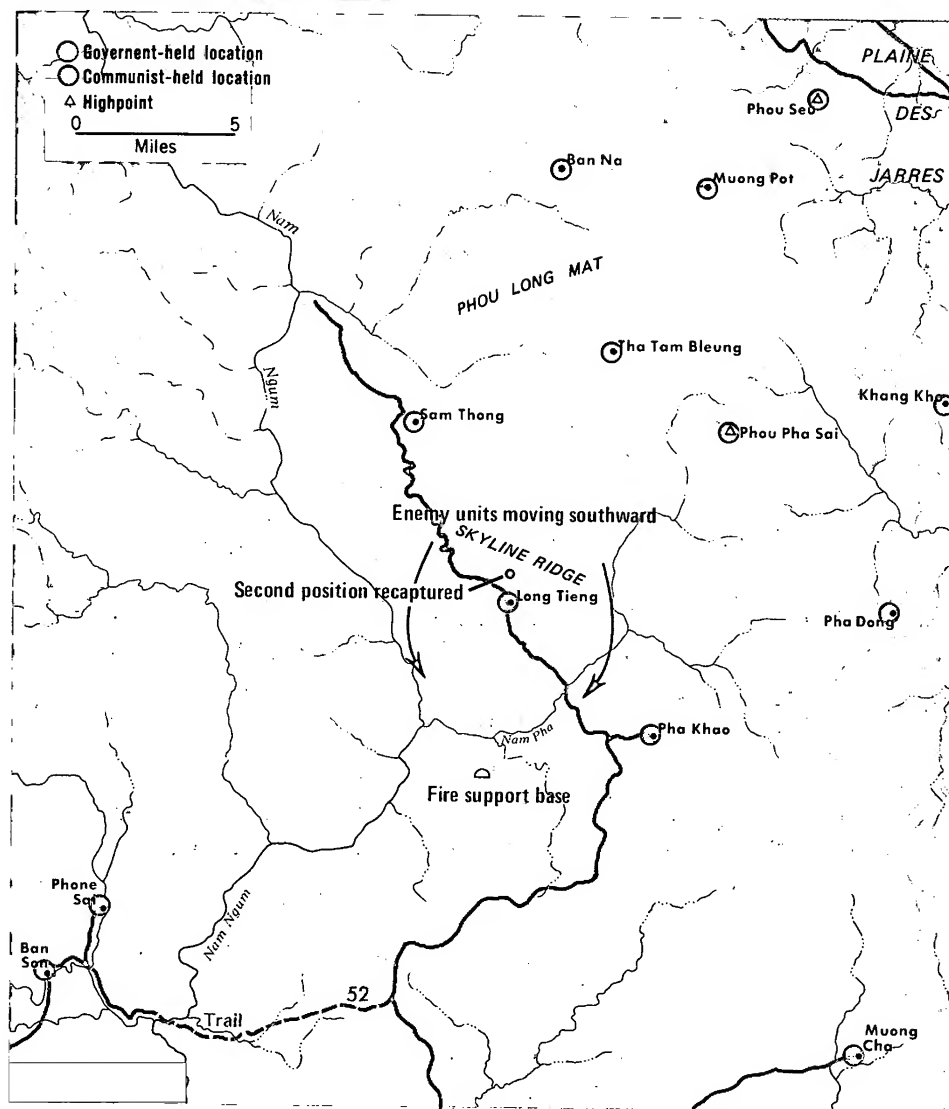 Governent-held location
Communist-held location
Highpoint
0 5
Miles
PLAINE
DES
JARRES
Phou Seo
Ban Na
Muong Pot
Nam
PHOU LONG MAT
Tha Tam Bleung
Ngum
Khang Kho
Sam Thong
Phou Pha Sai
Enemy units moving southward
SKYLINE RIDGE
Second position recaptured
Long Tieng
Pha Dong
Pha Khao
Nam Pha
Fire support base
Phone
Sai
Nam Ngum
Ban
Son
52
Trail
Muong
Cha